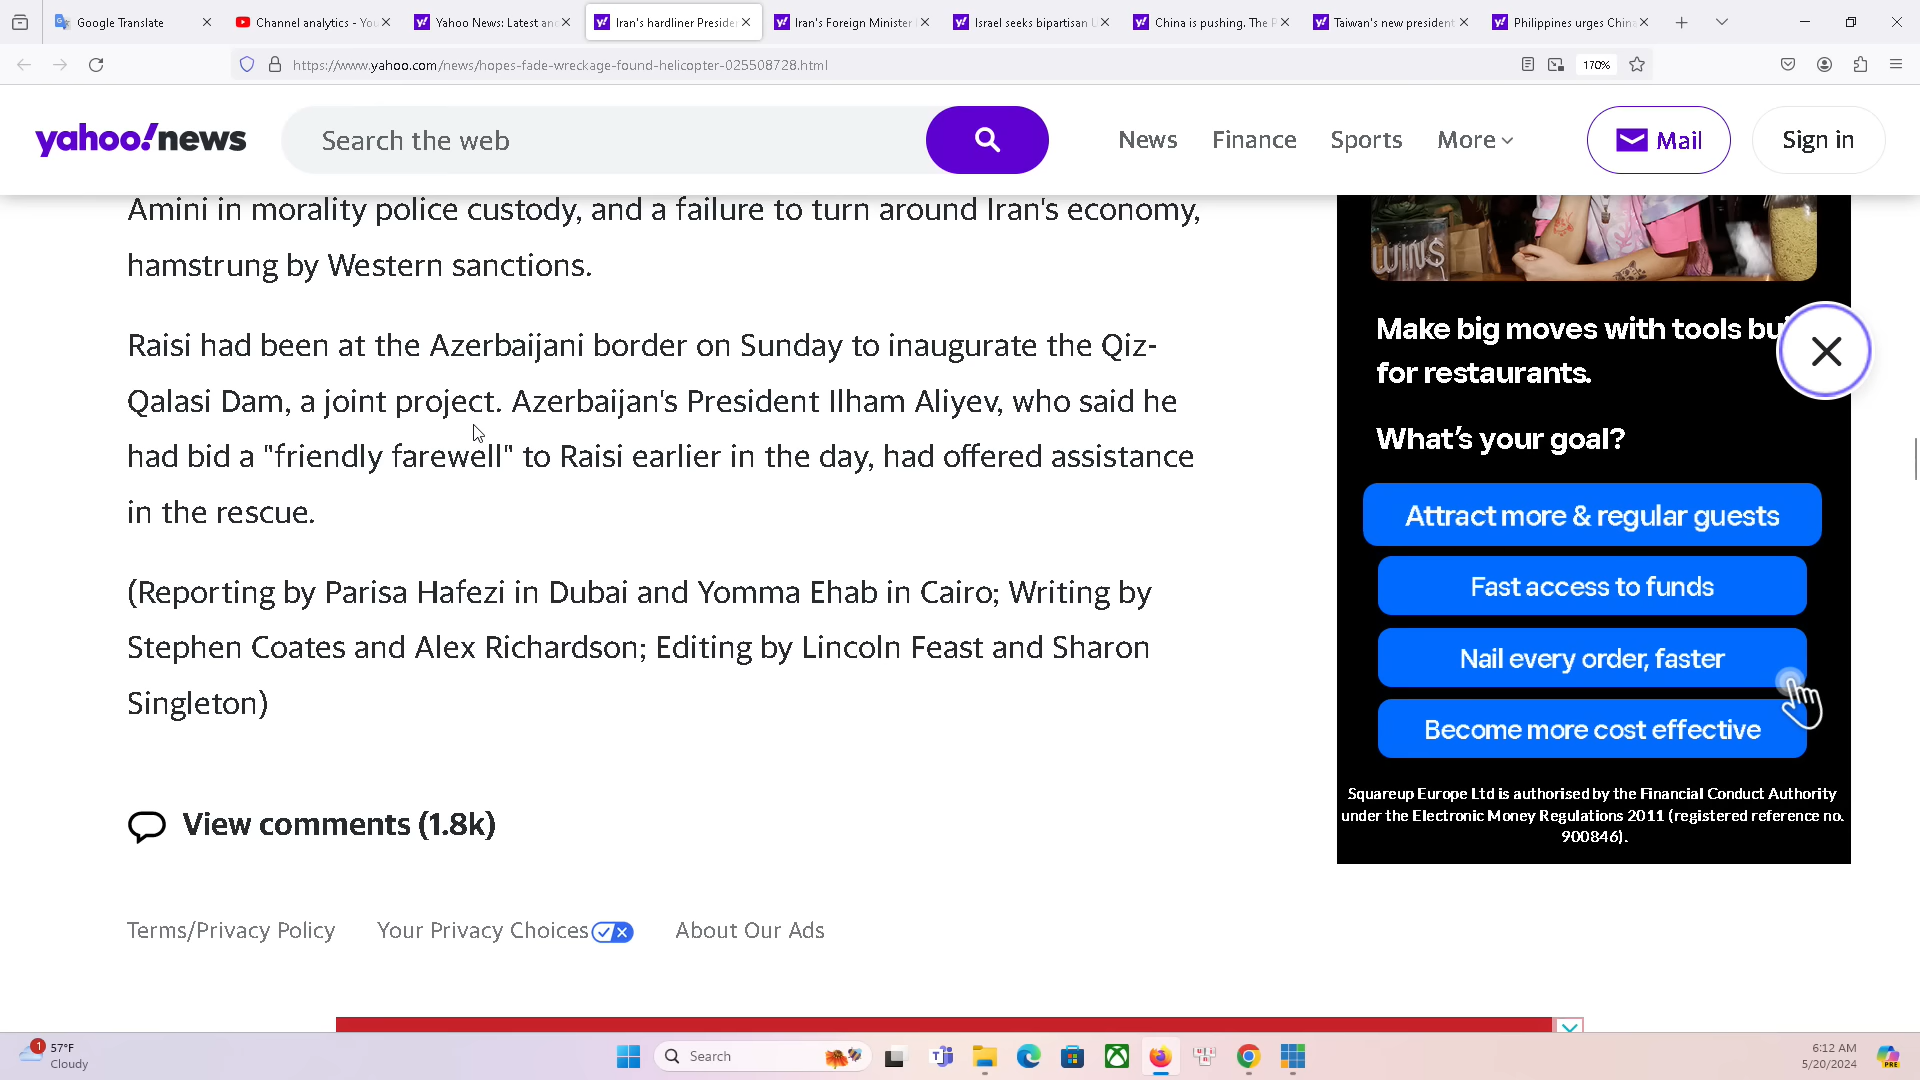 Google Translate
Channel analytics - You
Yahoo News: Latest and
Iran's hardliner Preside
Iran's Foreign Minister
Israel seeks bipartisan U
China is pushing. The P
Taiwan's new president
Philippines urges China
https://www.yahoo.com/news/hopes-fade-wreckage-found-helicopter-025508728.html
170%
yahoo!news
Search the web
News
Finance
Sports
More
Mail
Sign in
Amini in morality police custody, and a failure to turn around Iran's economy,
hamstrung by Western sanctions.
Raisi had been at the Azerbaijani border on Sunday to inaugurate the Qiz-
Qalasi Dam, a joint project. Azerbaijan's President Ilham Aliyev, who said he
had bid a "friendly farewell" to Raisi earlier in the day, had offered assistance
in the rescue.
(Reporting by Parisa Hafezi in Dubai and Yomma Ehab in Cairo; Writing by
Stephen Coates and Alex Richardson; Editing by Lincoln Feast and Sharon
Singleton)
View comments (1.8k)
Terms/Privacy Policy
Your Privacy Choices
About Our Ads
WINS
Make big moves with tools bui
for restaurants.
What's your goal?
Attract more & regular guests
Fast access to funds
Nail every order, faster
Become more cost effective
Squareup Europe Ltd is authorised by the Financial Conduct Authority
under the Electronic Money Regulations 2011 (registered reference no.
900846).
1
57°F
Cloudy
Search
6:12 AM
5/20/2024
PRE